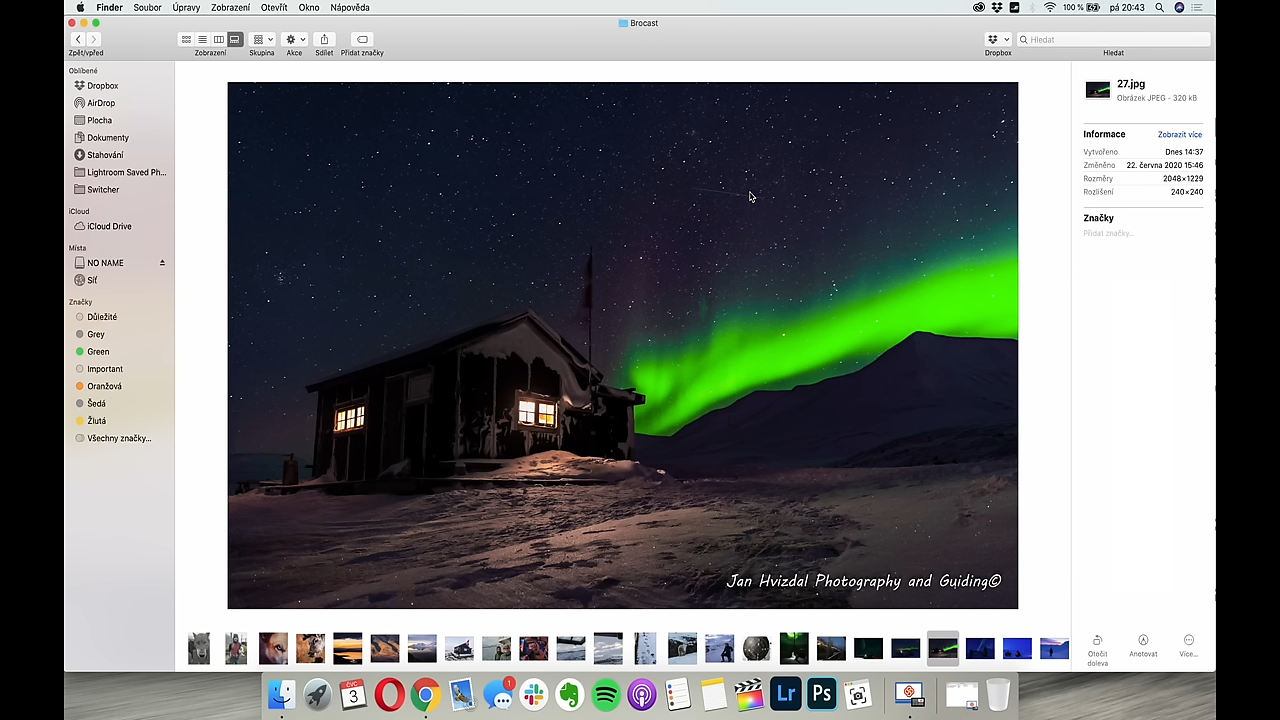 Finder Soubor Úpravy Zobrazení Otevřít Okno Nápověda 100 % pá 20:43
Brocast
Hledat
Zpět/vpřed Zobrazení Skupina Akce Sdílet Přidat značky Dropbox Hledat
Oblíbené
Dropbox
AirDrop
Plocha
Dokumenty
Stahování
Lightroom Saved Ph...
Switcher
iCloud
iCloud Drive
Místa
NO NAME
Síť
Značky
Důležité
Grey
Green
Important
Oranžová
Šedá
Žlutá
Všechny značky...
Jan Hvizdal Photography and Guiding©
27.jpg
Obrázek JPEG - 320 kB
Informace Zobrazit více
Vytvořeno Dnes 14:37
Změněno 22. června 2020 15:46
Rozměry 2048×1229
Rozlišení 240×240
Značky
Přidat značky...
Otočit doleva
Anotovat
Více...
ČVC
3
1
Lr
Ps